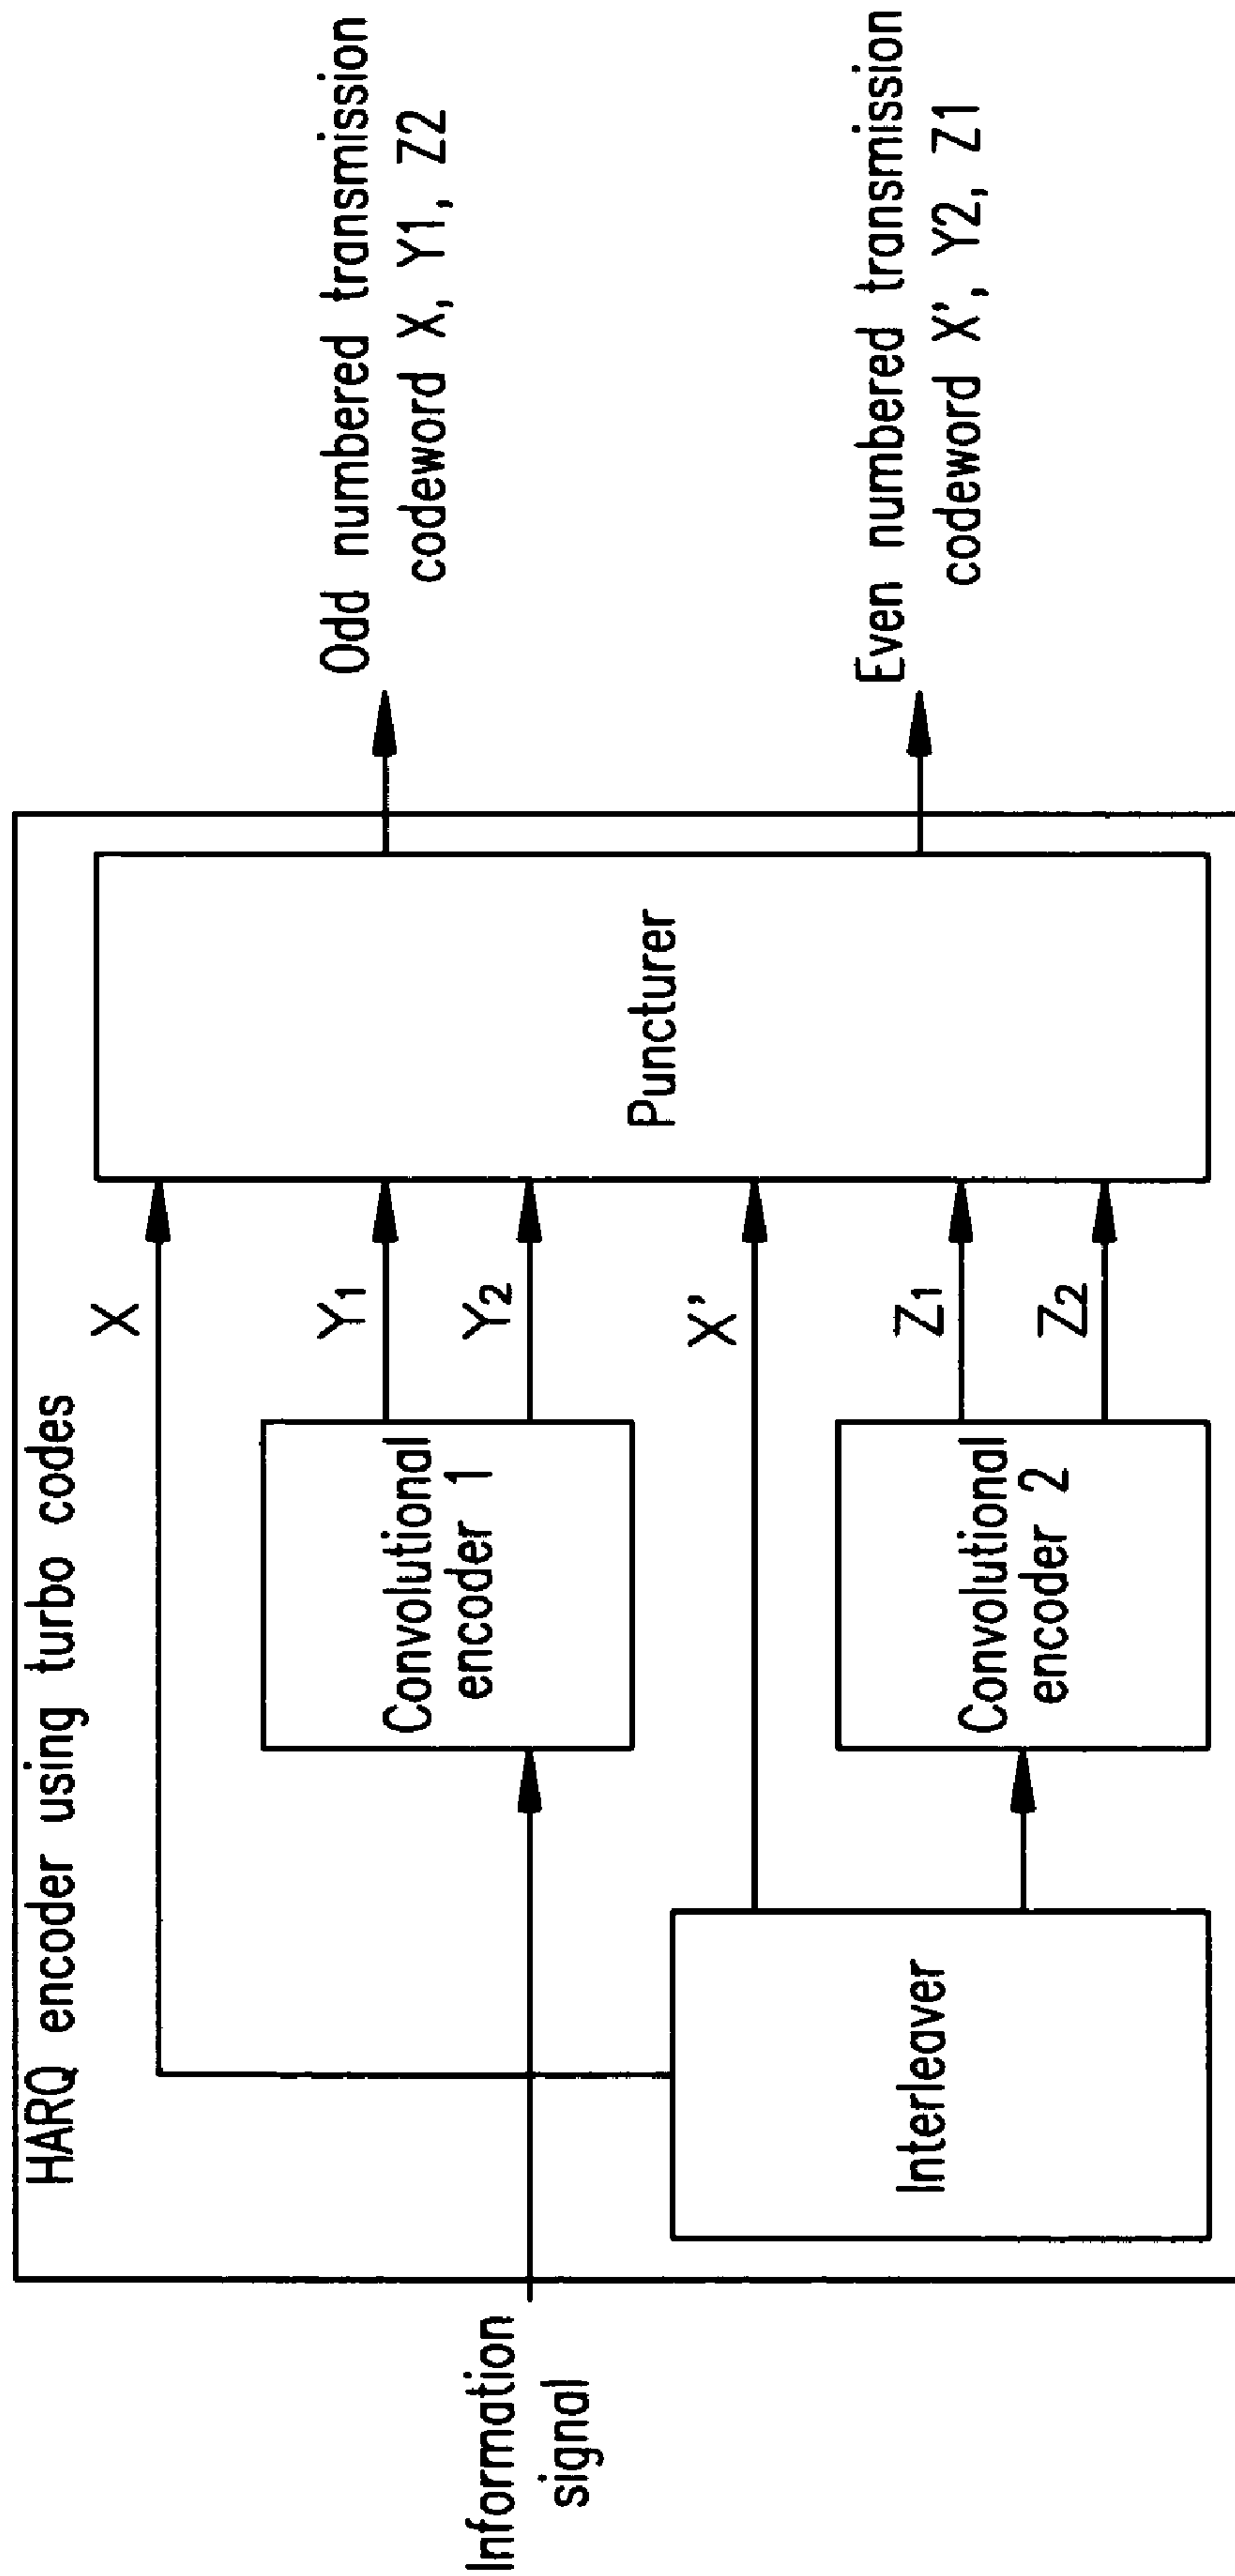 HARQ encoder using turbo codes
Information
signal
Interleaver
Convolutional
encoder 1
Convolutional
encoder 2
X
Y1
Y2
X'
Z1
Z2
Puncturer
Odd numbered transmission
codeword X, Y1, Z2
Even numbered transmission
codeword X', Y2, Z1